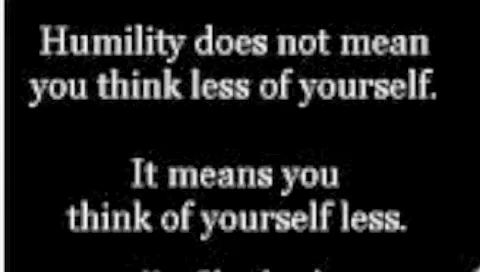 Humility does not mean
you think less of yourself.
It means you
think of yourself less.